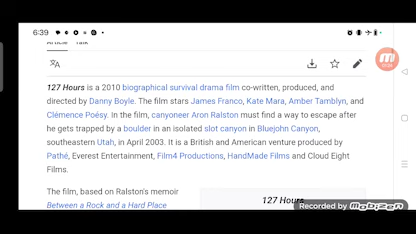 6:39
Article Talk
127 Hours is a 2010 biographical survival drama film co-written, produced, and
directed by Danny Boyle. The film stars James Franco, Kate Mara, Amber Tamblyn, and
Clémence Poésy. In the film, canyoneer Aron Ralston must find a way to escape after
he gets trapped by a boulder in an isolated slot canyon in Bluejohn Canyon,
southeastern Utah, in April 2003. It is a British and American venture produced by
Pathé, Everest Entertainment, Film4 Productions, HandMade Films and Cloud Eight
Films.
The film, based on Ralston's memoir
Between a Rock and a Hard Place
127 Hours
Recorded by Mobizen